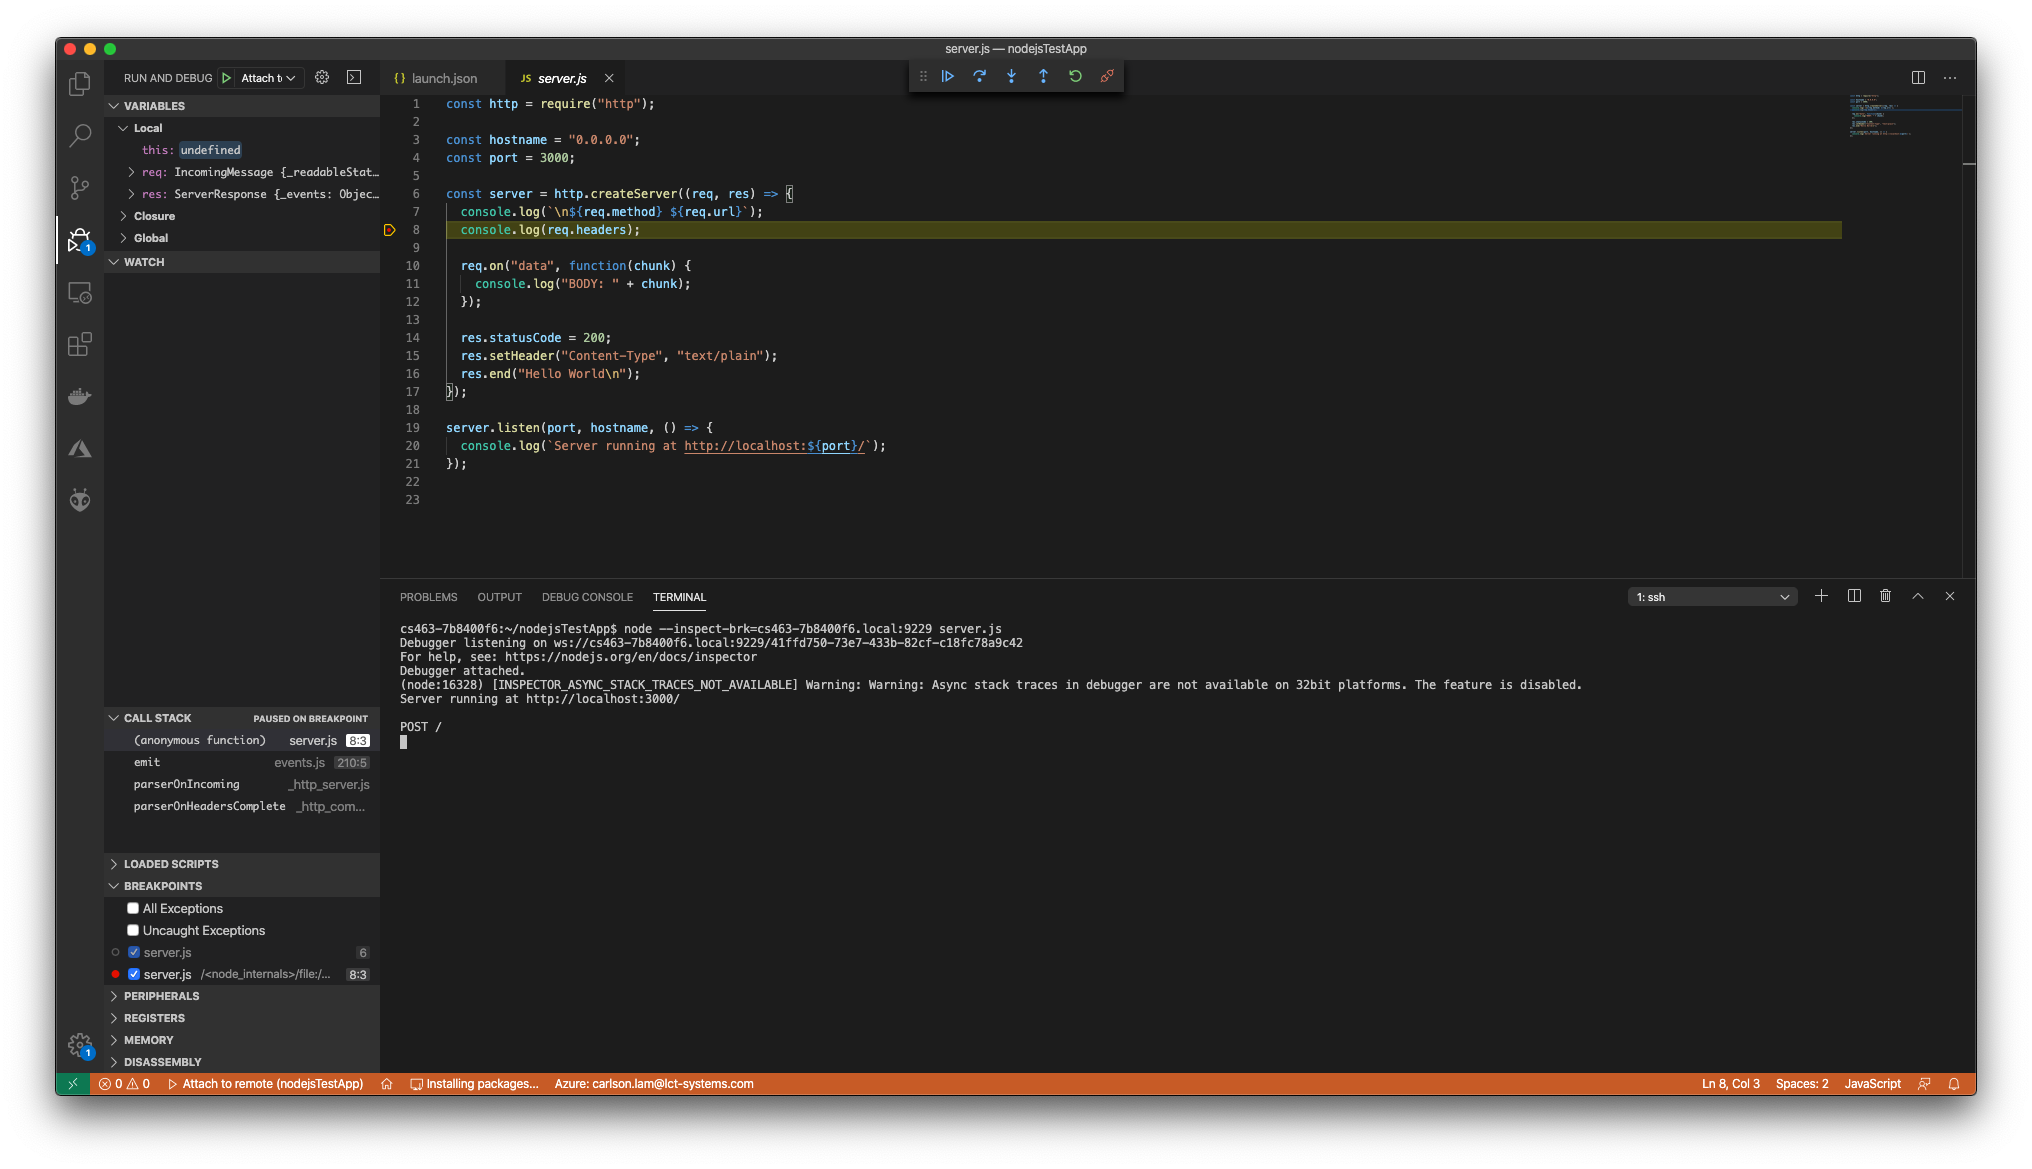 server.js — nodejsTestApp
RUN AND DEBUG Attach t
{} launch.json JS server.js
VARIABLES
Local
this: undefined
req: IncomingMessage {_readableStat…
res: ServerResponse {_events: Objec…
Closure
Global
WATCH
1
CALL STACK PAUSED ON BREAKPOINT
(anonymous function) server.js 8:3
emit events.js 210:5
parserOnIncoming _http_server.js
parserOnHeadersComplete _http_com...
LOADED SCRIPTS
BREAKPOINTS
All Exceptions
Uncaught Exceptions
server.js 6
server.js /<node_internals>/file:/... 8:3
PERIPHERALS
REGISTERS
MEMORY
DISASSEMBLY
1
1 const http = require("http");
2
3 const hostname = "0.0.0.0";
4 const port = 3000;
5
6 const server = http.createServer((req, res) => {
7 console.log(`\n${req.method} ${req.url}`);
8 console.log(req.headers);
9
10 req.on("data", function(chunk) {
11 console.log("BODY: " + chunk);
12 });
13
14 res.statusCode = 200;
15 res.setHeader("Content-Type", "text/plain");
16 res.end("Hello World\n");
17 });
18
19 server.listen(port, hostname, () => {
20 console.log(`Server running at http://localhost:${port}/`);
21 });
22
23
PROBLEMS OUTPUT DEBUG CONSOLE TERMINAL 1: ssh
cs463-7b8400f6:~/nodejsTestApp$ node --inspect-brk=cs463-7b8400f6.local:9229 server.js
Debugger listening on ws://cs463-7b8400f6.local:9229/41ffd750-73e7-433b-82cf-c18fc78a9c42
For help, see: https://nodejs.org/en/docs/inspector
Debugger attached.
(node:16328) [INSPECTOR_ASYNC_STACK_TRACES_NOT_AVAILABLE] Warning: Warning: Async stack traces in debugger are not available on 32bit platforms. The feature is disabled.
Server running at http://localhost:3000/
POST /
0 0 Attach to remote (nodejsTestApp) Installing packages... Azure: carlson.lam@lct-systems.com Ln 8, Col 3 Spaces: 2 JavaScript